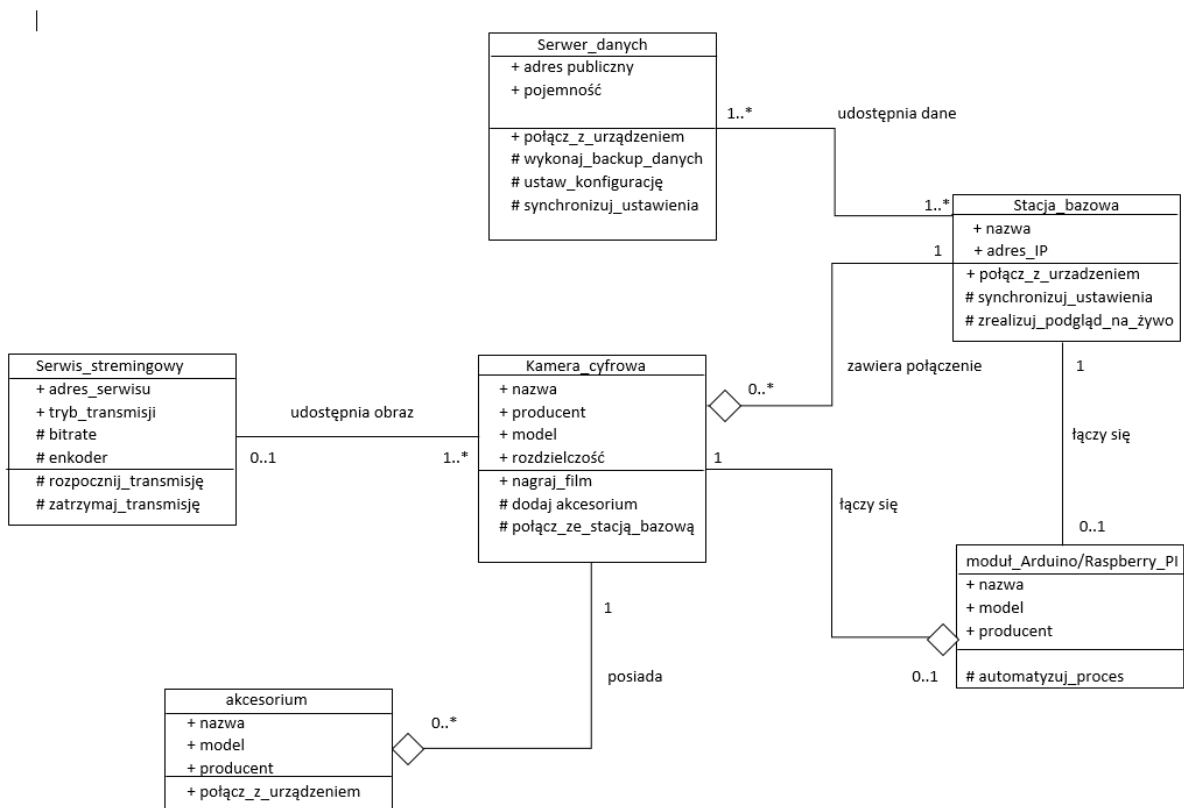 Serwer_danych
+ adres publiczny
+ pojemność
+ połącz_z_urządzeniem
# wykonaj_backup_danych
# ustaw_konfigurację
# synchronizuj_ustawienia
1..*
udostępnia dane
1..*
Stacja_bazowa
+ nazwa
+ adres_IP
+ połącz_z_urzadzeniem
# synchronizuj_ustawienia
# zrealizuj_podgląd_na_żywo
1
zawiera połączenie
0..*
1
łączy się
0..1
Serwis_stremingowy
+ adres_serwisu
+ tryb_transmisji
# bitrate
# enkoder
# rozpocznij_transmisję
# zatrzymaj_transmisję
udostępnia obraz
0..1
1..*
Kamera_cyfrowa
+ nazwa
+ producent
+ model
+ rozdzielczość
+ nagraj_film
# dodaj akcesorium
# połącz_ze_stacją_bazową
1
łączy się
0..1
moduł_Arduino/Raspberry_PI
+ nazwa
+ model
+ producent
# automatyzuj_proces
1
posiada
0..*
akcesorium
+ nazwa
+ model
+ producent
+ połącz_z_urządzeniem